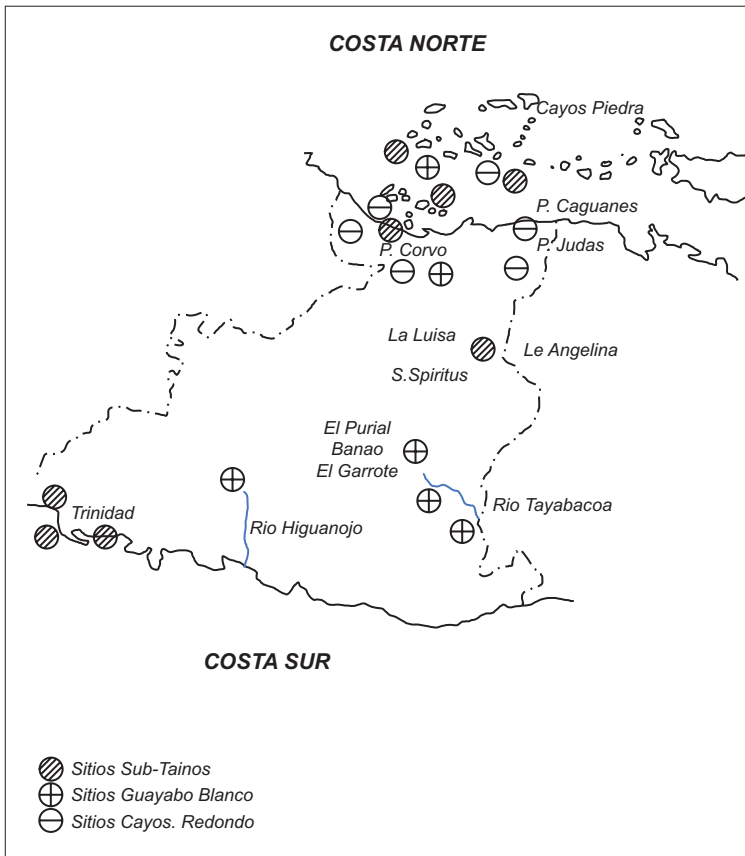 COSTA NORTE
Cayos Piedra
P. Caguanes
P. Corvo
P. Judas
La Luisa
Le Angelina
S.Spiritus
El Purial
Banao
El Garrote
Trinidad
Rio Higuanojo
Rio Tayabacoa
COSTA SUR
Sitios Sub-Tainos
Sitios Guayabo Blanco
Sitios Cayos. Redondo